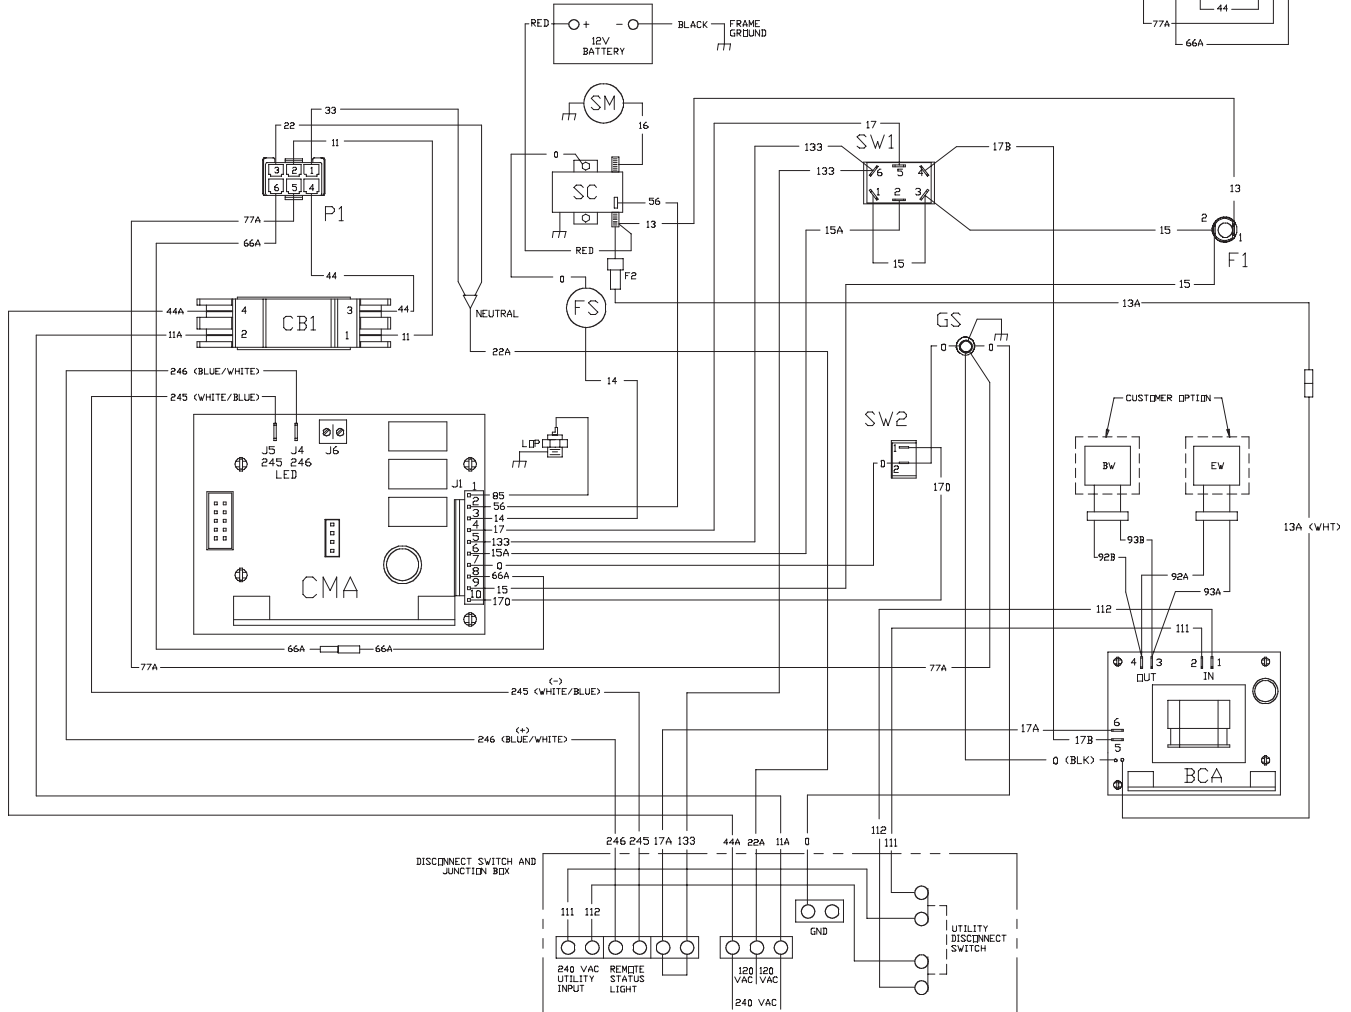 44
77A
66A
RED
+
-
BLACK
FRAME
GROUND
12V
BATTERY
SM
16
0
SC
56
13
RED
0
F2
FS
14
33
22
11
3 2 1
6 5 4
P1
77A
66A
44
44A
4
CB1
3
44
11A
2
1
11
NEUTRAL
22A
17
SW1
133
133
6 5 4
1 2 3
17B
15A
15
15
13
2
1
F1
15
13A
GS
0
0
246 (BLUE/WHITE)
245 (WHITE/BLUE)
J5
J4
J6
245
246
LED
LOP
SW2
1
2
0
170
CUSTOMER OPTION
BW
EW
13A (WHT)
93B
92B
92A
93A
J1
1
2
3
4
5
6
7
8
9
10
85
56
14
17
133
15A
0
66A
15
170
CMA
66A
66A
77A
77A
(-)
245 (WHITE/BLUE)
(+)
246 (BLUE/WHITE)
112
111
4 3
2 1
OUT
IN
6
17A
17B
5
0 (BLK)
BCA
246 245 17A 133
44A 22A 11A 0
112
111
DISCONNECT SWITCH AND
JUNCTION BOX
111 112
GND
UTILITY
DISCONNECT
SWITCH
240 VAC
UTILITY
INPUT
REMOTE
STATUS
LIGHT
120
VAC
120
VAC
240 VAC